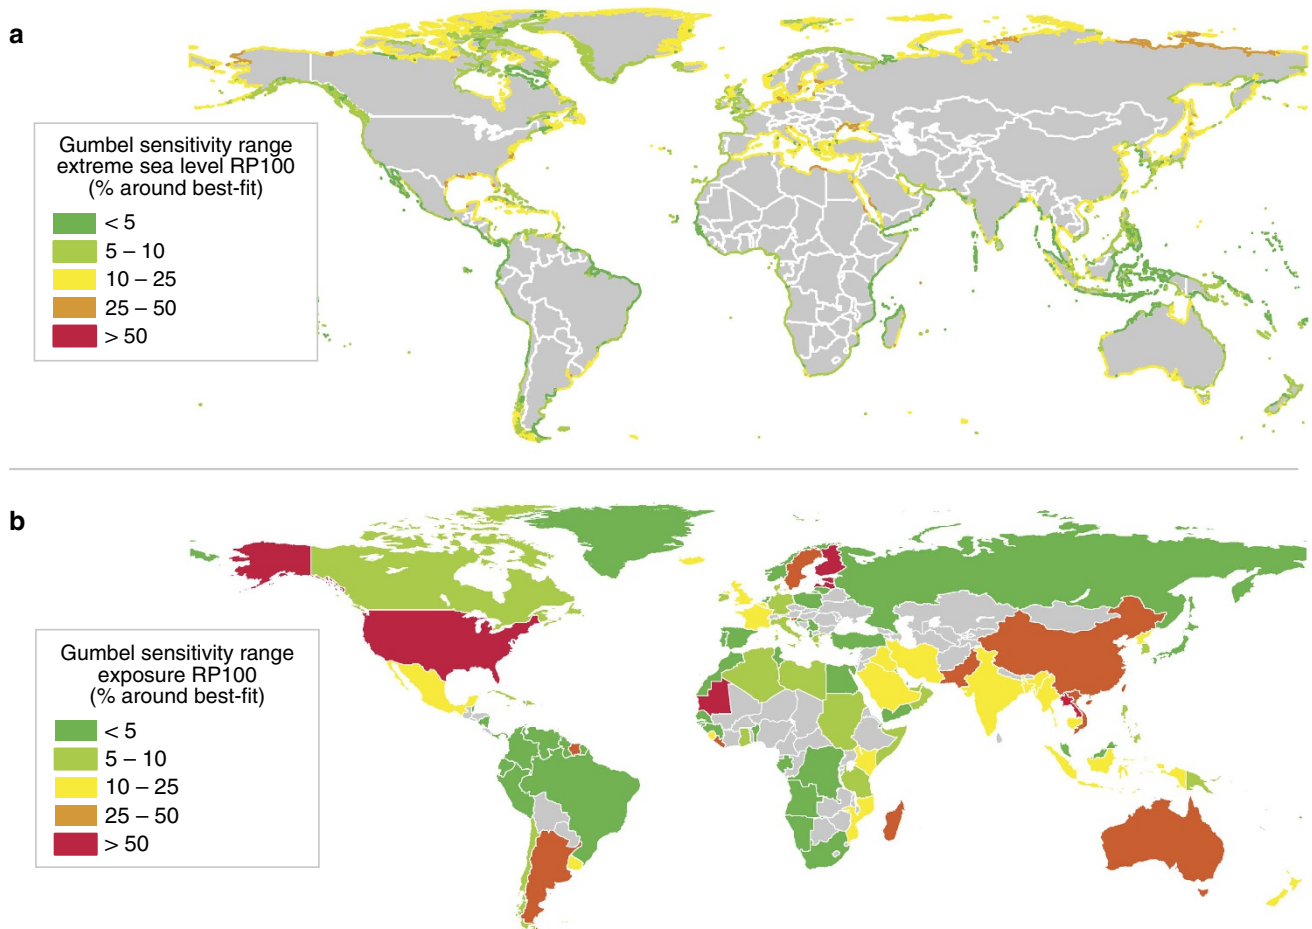 a
Gumbel sensitivity range
extreme sea level RP100
(% around best-fit)
< 5
5 – 10
10 – 25
25 – 50
> 50
b
Gumbel sensitivity range
exposure RP100
(% around best-fit)
< 5
5 – 10
10 – 25
25 – 50
> 50